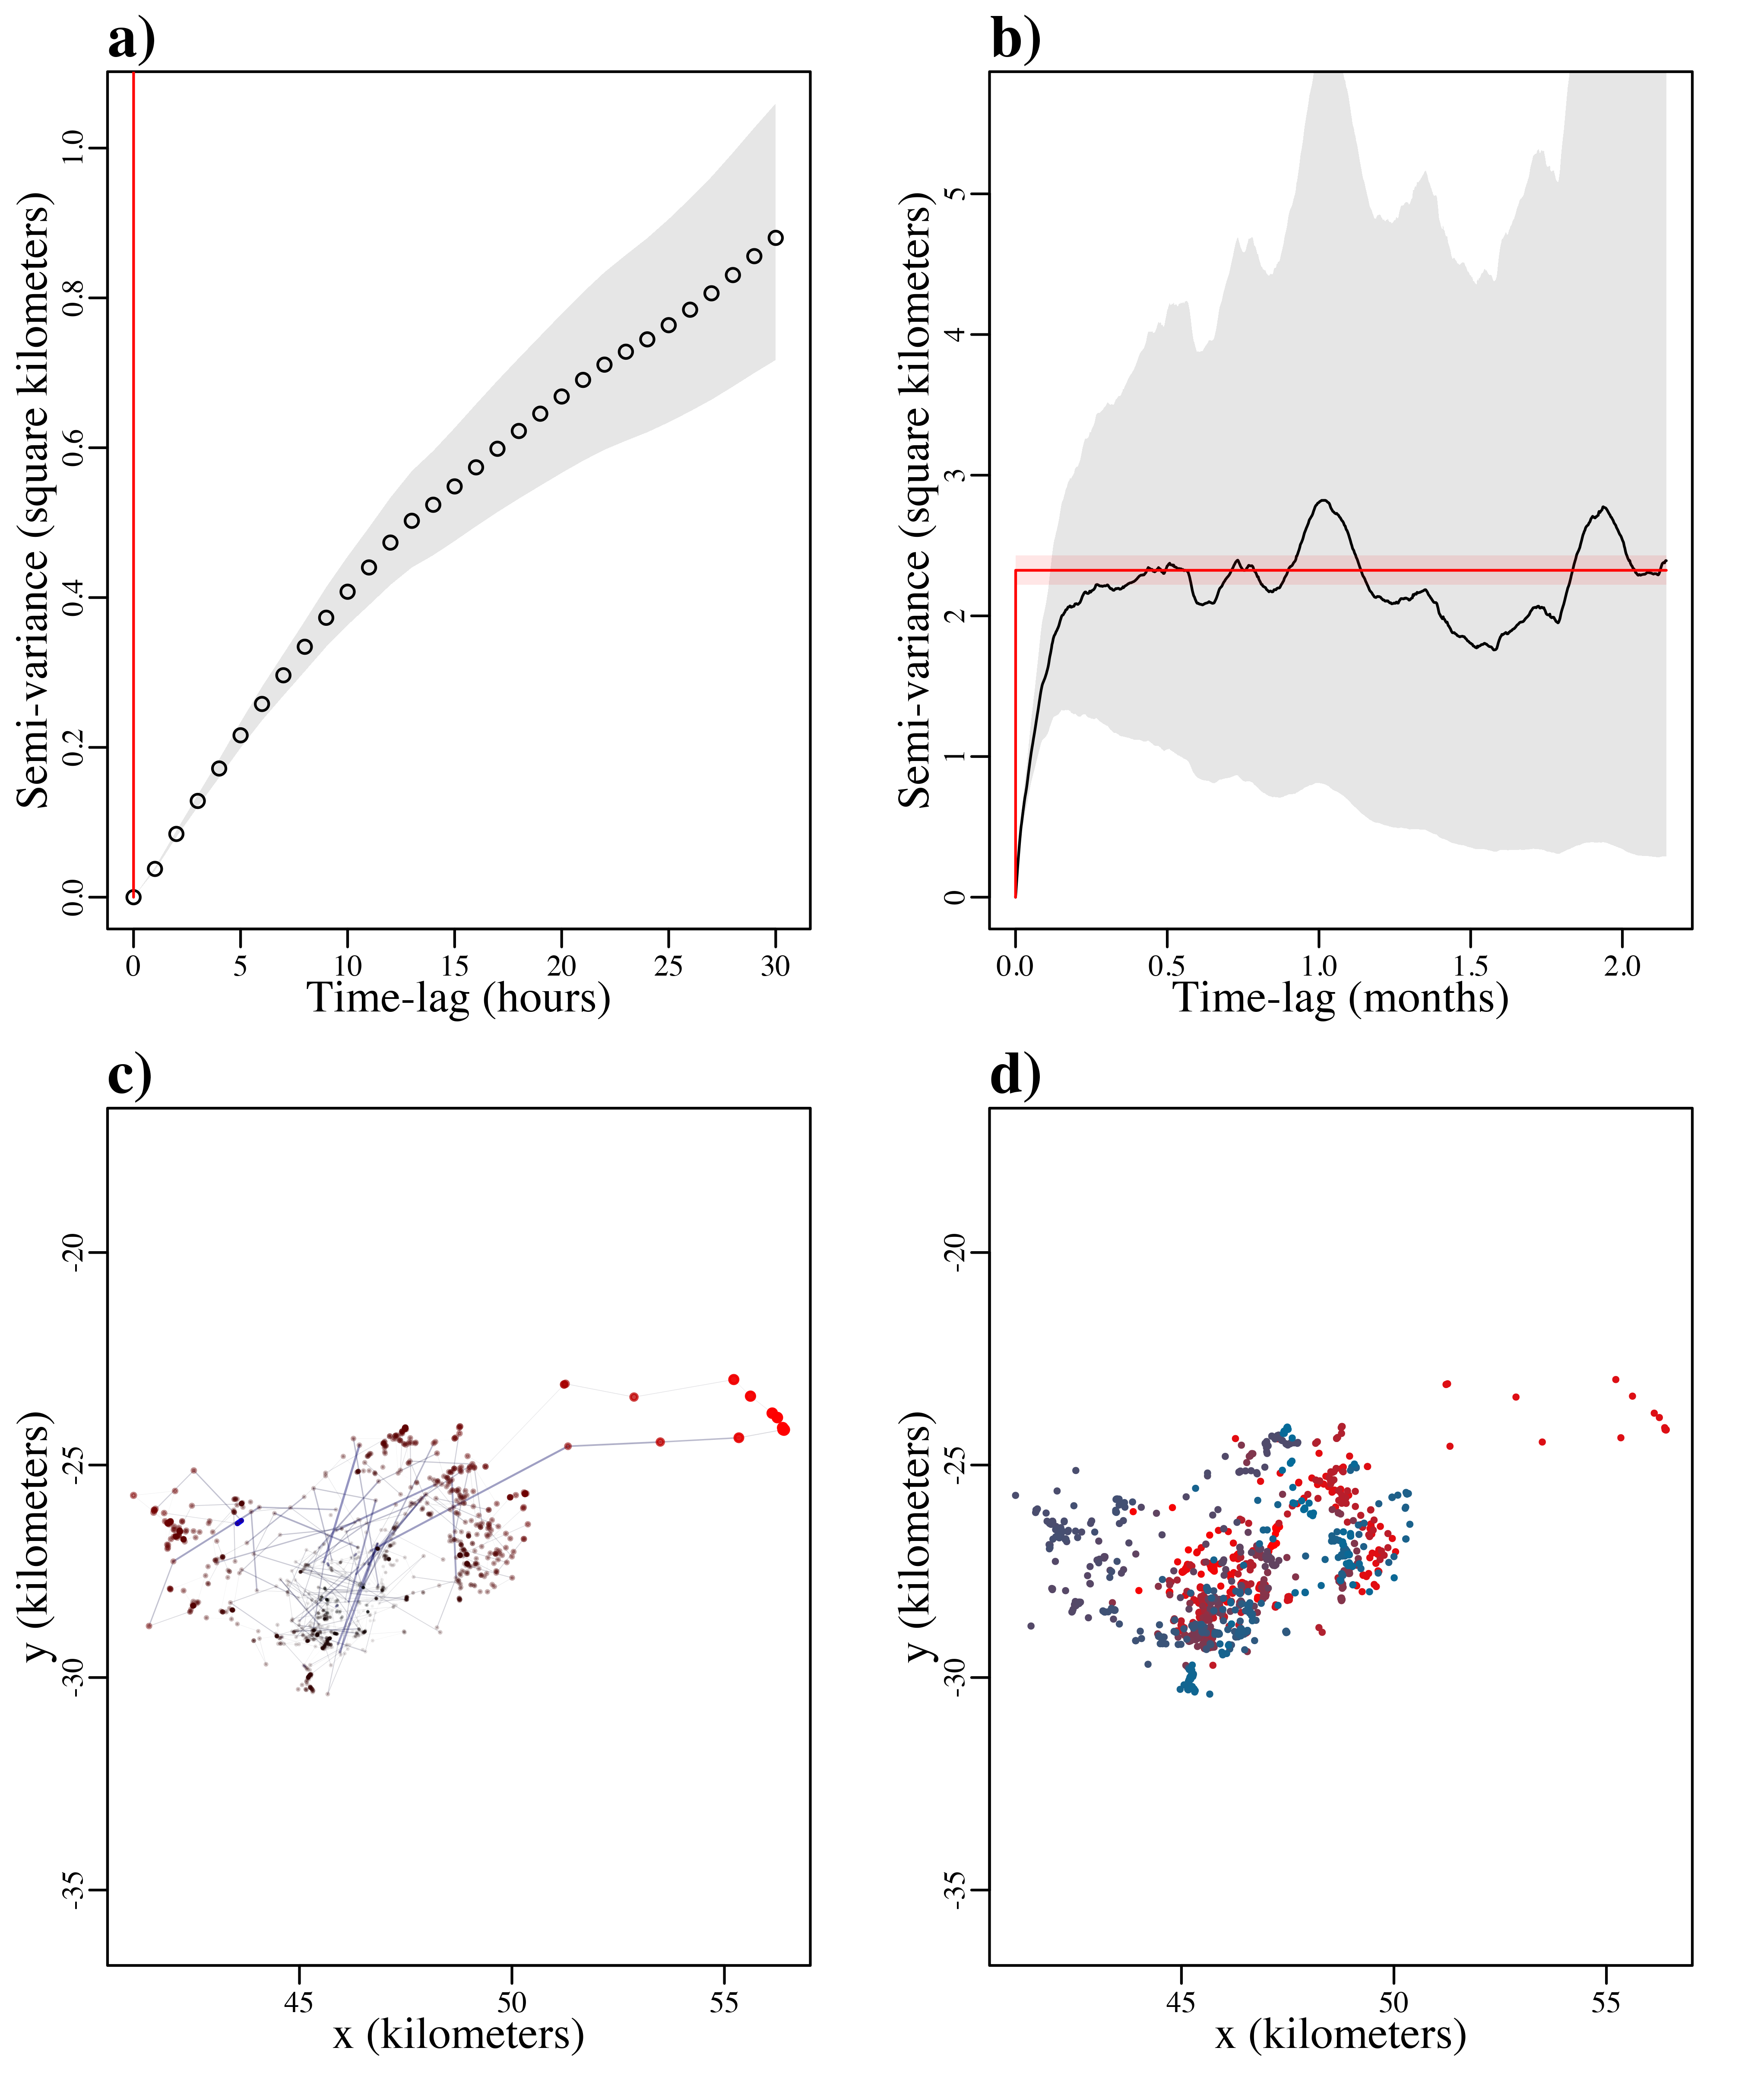 a)
Semi-variance (square kilometers)
0.0 0.2 0.4 0.6 0.8 1.0
0 5 10 15 20 25 30
Time-lag (hours)
b)
Semi-variance (square kilometers)
0 1 2 3 4 5
0.0 0.5 1.0 1.5 2.0
Time-lag (months)
c)
y (kilometers)
-35 -30 -25 -20
45 50 55
x (kilometers)
d)
y (kilometers)
-35 -30 -25 -20
45 50 55
x (kilometers)